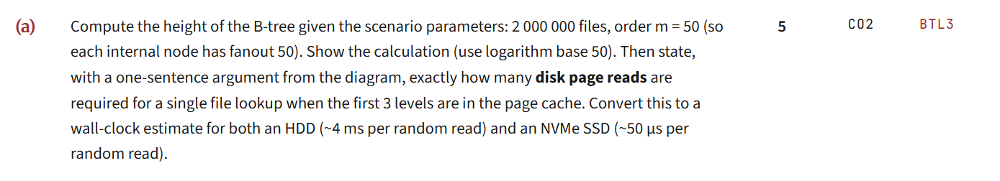 (a) Compute the height of the B-tree given the scenario parameters: 2 000 000 files, order m = 50 (so 5 CO2 BTL3
each internal node has fanout 50). Show the calculation (use logarithm base 50). Then state,
with a one-sentence argument from the diagram, exactly how many disk page reads are
required for a single file lookup when the first 3 levels are in the page cache. Convert this to a
wall-clock estimate for both an HDD (~4 ms per random read) and an NVMe SSD (~50 µs per
random read).